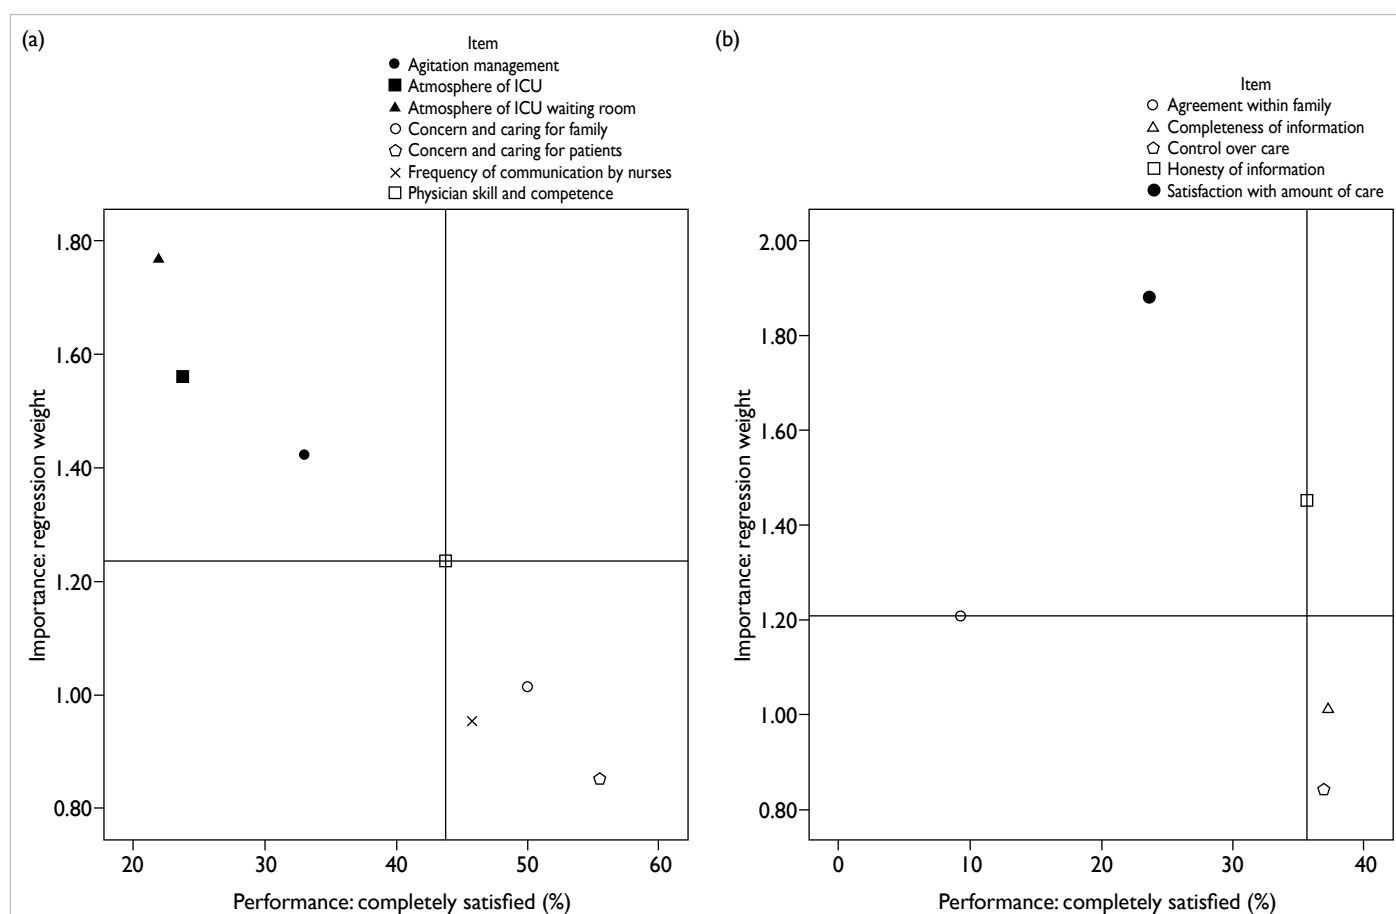 (a)
Item
Agitation management
Atmosphere of ICU
Atmosphere of ICU waiting room
Concern and caring for family
Concern and caring for patients
Frequency of communication by nurses
Physician skill and competence
Importance: regression weight
1.80
1.60
1.40
1.20
1.00
0.80
20 30 40 50 60
Performance: completely satisfied (%)
(b)
Item
Agreement within family
Completeness of information
Control over care
Honesty of information
Satisfaction with amount of care
Importance: regression weight
2.00
1.80
1.60
1.40
1.20
1.00
0.80
0 10 20 30 40
Performance: completely satisfied (%)